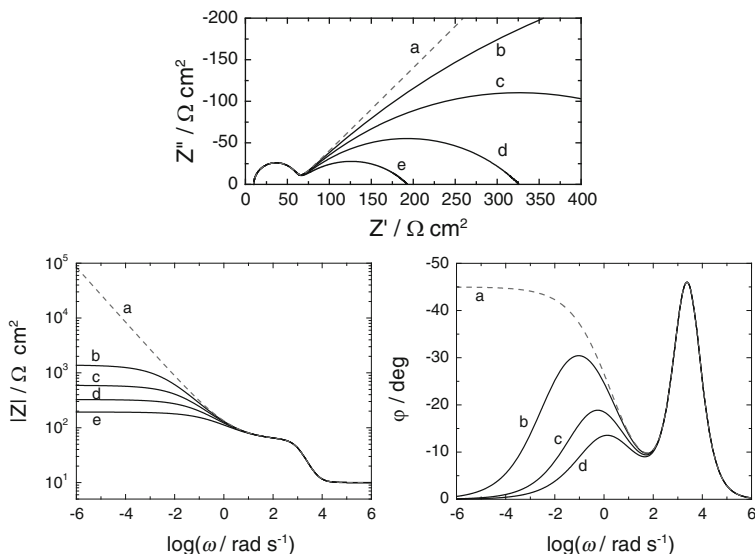 -200
-150
-100
-50
0
Z" / Ω cm²
a
b
c
d
e
0 50 100 150 200 250 300 350 400
Z' / Ω cm²
10⁵
10⁴
10³
10²
10¹
|Z| / Ω cm²
a
b
c
d
e
-6 -4 -2 0 2 4 6
log(ω / rad s⁻¹)
-50
-40
-30
-20
-10
0
φ / deg
a
b
c
d
-6 -4 -2 0 2 4 6
log(ω / rad s⁻¹)